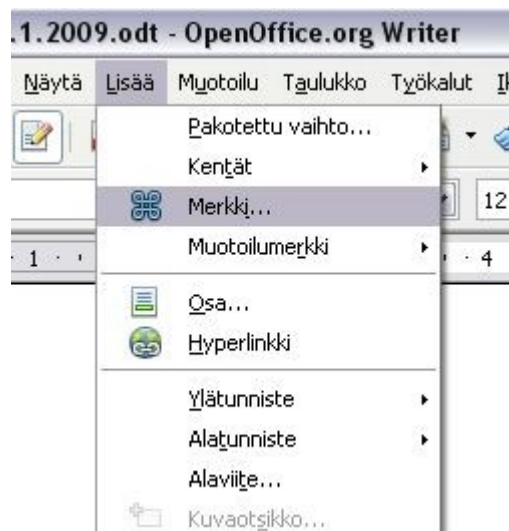 .1.2009.odt - OpenOffice.org Writer
Näytä Lisää Muotoilu Taulukko Työkalut
12
1 4
Pakotettu vaihto...
Kentät
Merkki...
Muotoilumerkki
Osa...
Hyperlinkki
Ylätunniste
Alatunniste
Alaviite...
Kuvaotsikko...